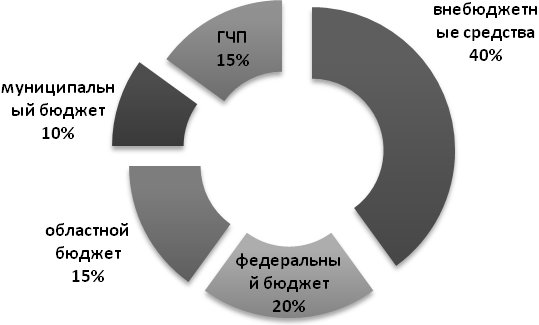 внебюджетн
ые средства
40%
федеральны
й бюджет
20%
областной
бюджет
15%
муниципальн
ый бюджет
10%
ГЧП
15%